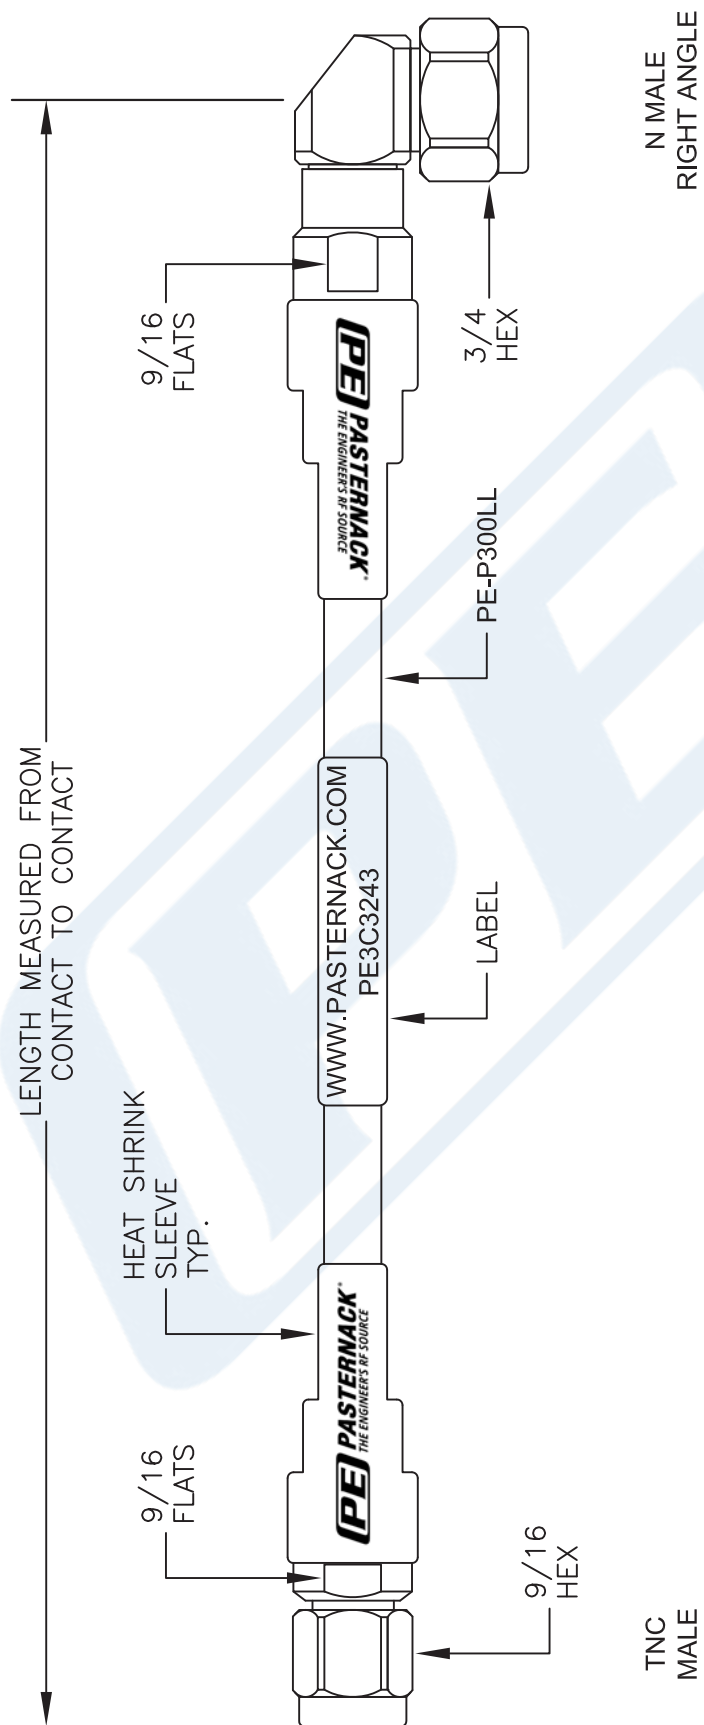 LENGTH MEASURED FROM
CONTACT TO CONTACT
9/16
FLATS
HEAT SHRINK
SLEEVE
TYP.
9/16
FLATS
PE PASTERNACK®
THE ENGINEER'S RF SOURCE
WWW.PASTERNACK.COM
PE3C3243
PE PASTERNACK®
THE ENGINEER'S RF SOURCE
9/16
HEX
LABEL
PE-P300LL
3/4
HEX
TNC
MALE
N MALE
RIGHT ANGLE